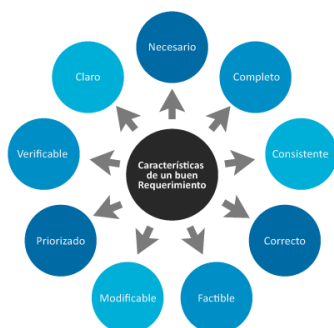 Necesario
Claro
Completo
Verificable
Características
de un buen
Requerimiento
Consistente
Priorizado
Correcto
Modificable
Factible